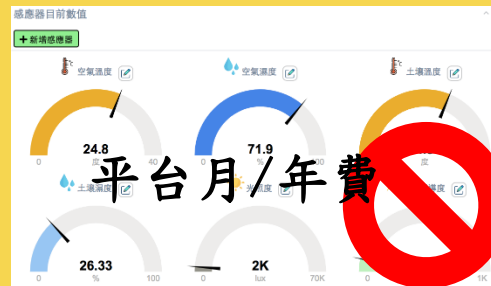 感應器目前數值
+ 新增感應器
空氣溫度 空氣濕度 土壤溫度
24.8 71.9
0 度 40 0 % 00 度
平台月/年費
土壤濕度 光照度
26.33 2K
0 % 100 0 lux 70K 0 1K